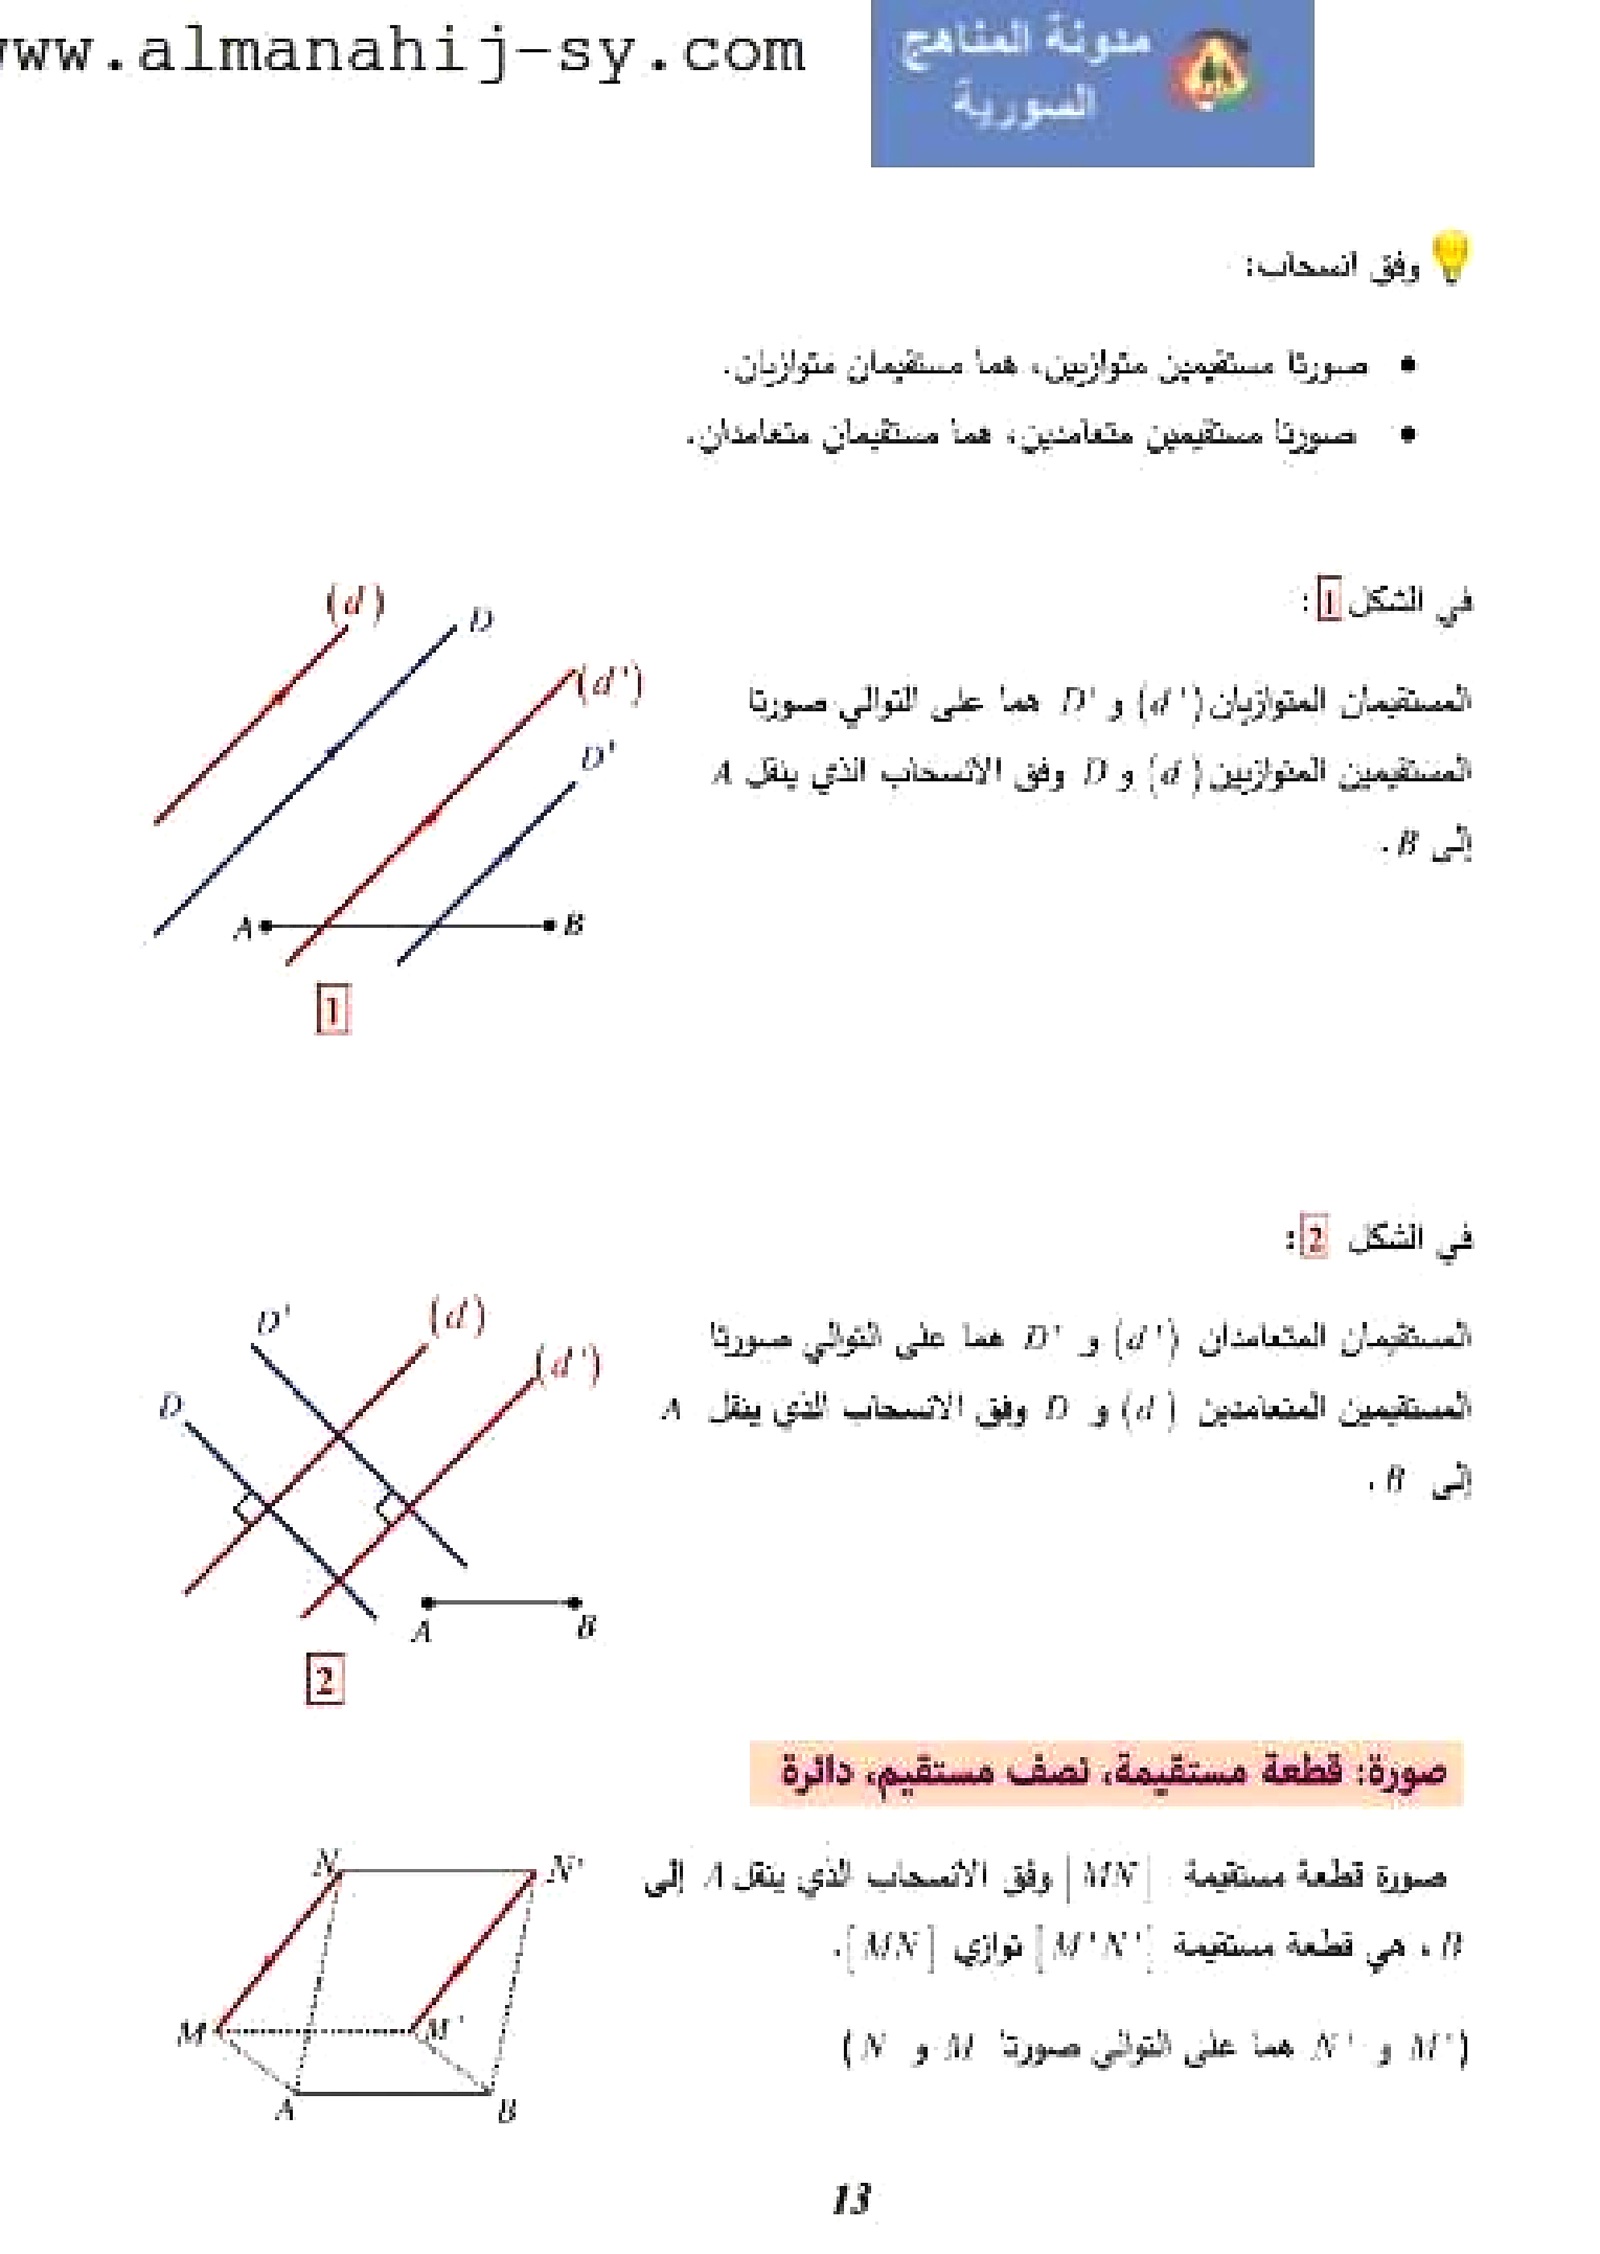 www.almanahij-sy.com
مدونة المناهج
السورية
وفق انسحاب:
• صورتا مستقيمين متوازيين، هما مستقيمان متوازيان.
• صورتا مستقيمين متعامدين، هما مستقيمان متعامدان.
في الشكل 1 :
المستقيمان المتوازيان (d') و D' هما على التوالي صورتا
المستقيمين المتوازيين (d) و D وفق الانسحاب الذي ينقل A
إلى B .
(d)
D
(d')
D'
A
B
1
في الشكل 2 :
المستقيمان المتعامدان (d') و D' هما على التوالي صورتا
المستقيمين المتعامدين (d) و D وفق الانسحاب الذي ينقل A
إلى B .
D'
(d)
(d')
D
A
B
2
صورة: قطعة مستقيمة، نصف مستقيم، دائرة
صورة قطعة مستقيمة [MN] وفق الانسحاب الذي ينقل A إلى
B ، هي قطعة مستقيمة [M'N'] توازي [MN].
(M' و N' هما على التوالي صورتا M و N)
N
N'
M
M'
A
B
13